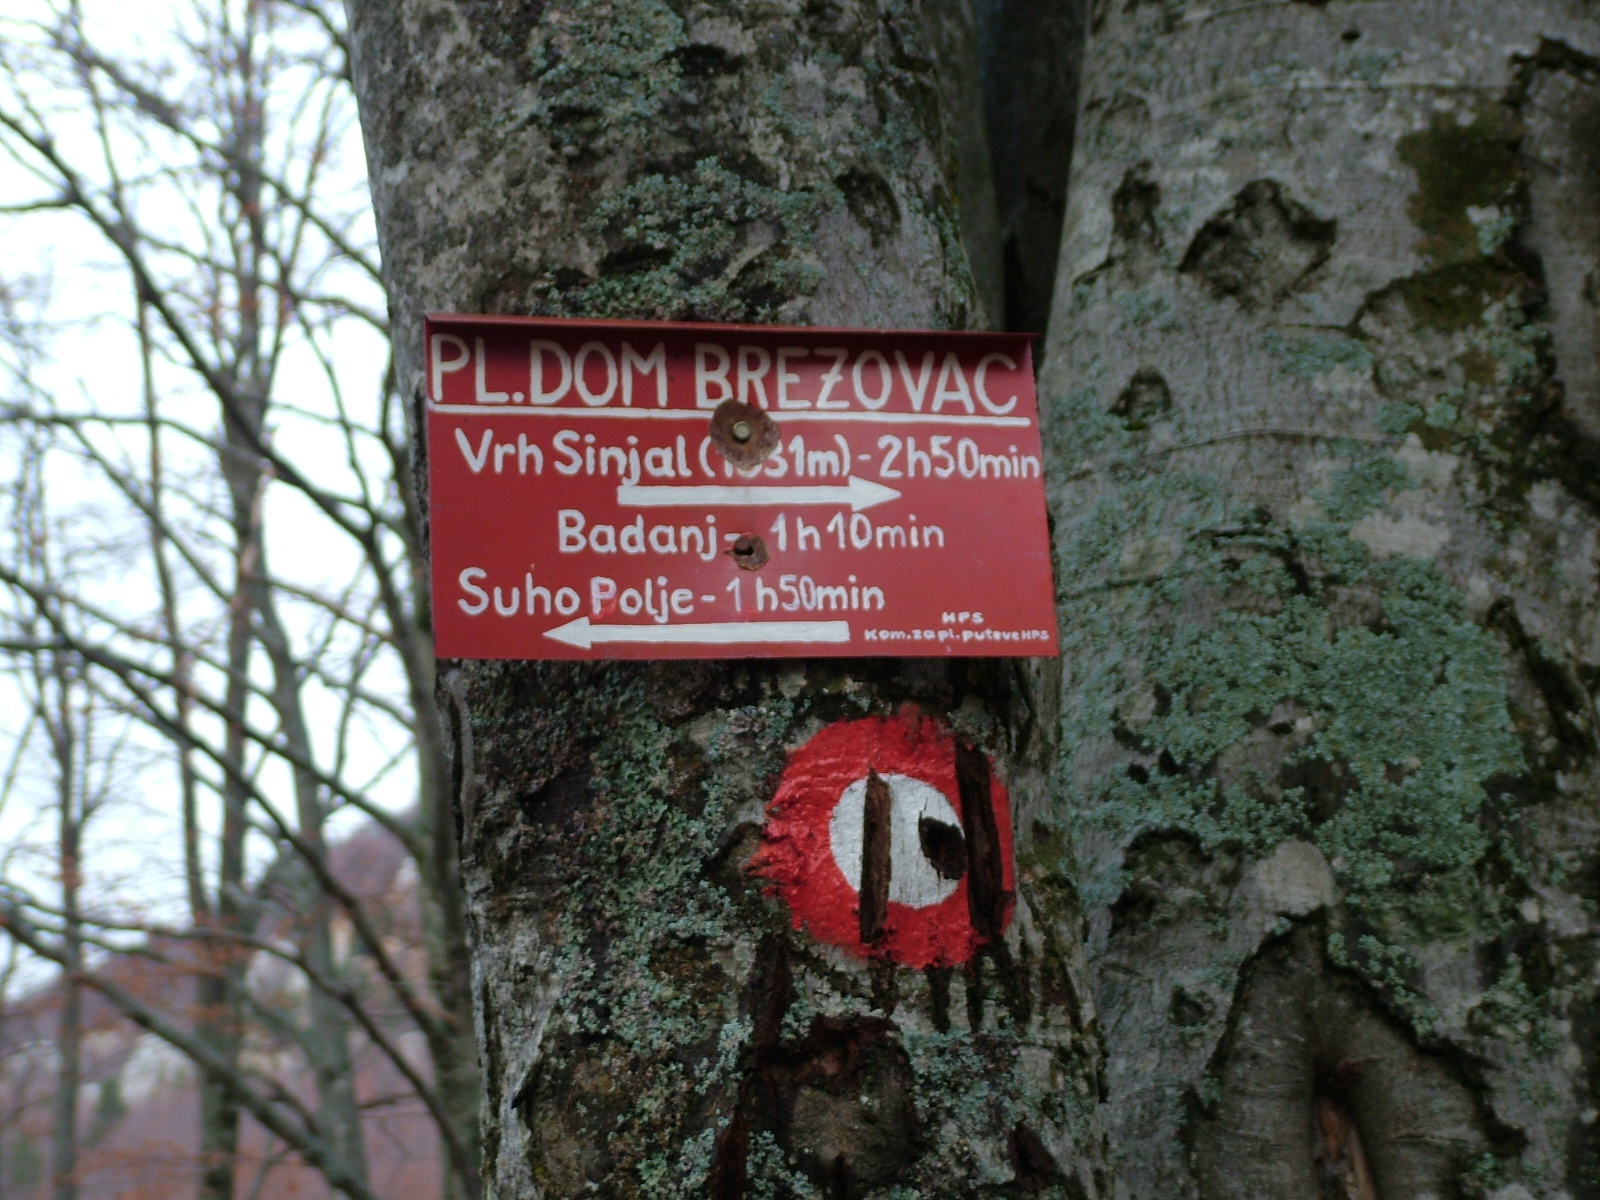 PL.DOM BREZOVAC
Vrh Sinjal - 2h50min
Badanj - 1h10min
Suho Polje - 1h50min
HPS
Kom.za pl.puteve HPS